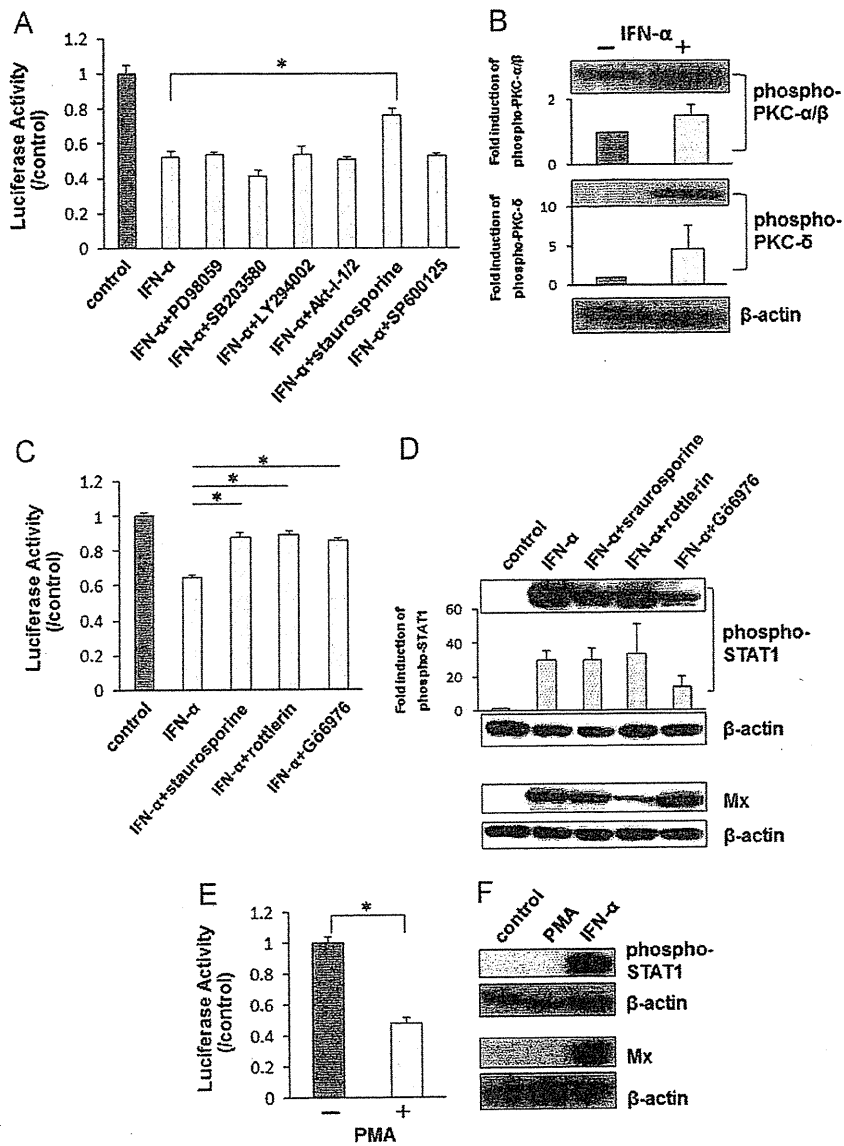 A
Luciferase Activity
(/control)
1.2
1
0.8
0.6
0.4
0.2
0
*
control
IFN-α
IFN-α+PD98059
IFN-α+SB203580
IFN-α+LY294002
IFN-α+Akt-I-1/2
IFN-α+staurosporine
IFN-α+SP600125
B
IFN-α
− +
Fold induction of
phospho-PKC-α/β
2
1
0
phospho-
PKC-α/β
Fold induction of
phospho-PKC-δ
10
5
0
phospho-
PKC-δ
β-actin
C
Luciferase Activity
(/control)
1.2
1
0.8
0.6
0.4
0.2
0
*
*
*
control
IFN-α
IFN-α+staurosporine
IFN-α+rottlerin
IFN-α+Gö6976
D
control
IFN-α
IFN-α+sraurosporine
IFN-α+rottlerin
IFN-α+Gö6976
Fold induction of
phospho-STAT1
60
40
20
0
phospho-
STAT1
β-actin
Mx
β-actin
E
Luciferase Activity
(/control)
1.2
1
0.8
0.6
0.4
0.2
0
*
− +
PMA
F
control
PMA
IFN-α
phospho-
STAT1
β-actin
Mx
β-actin